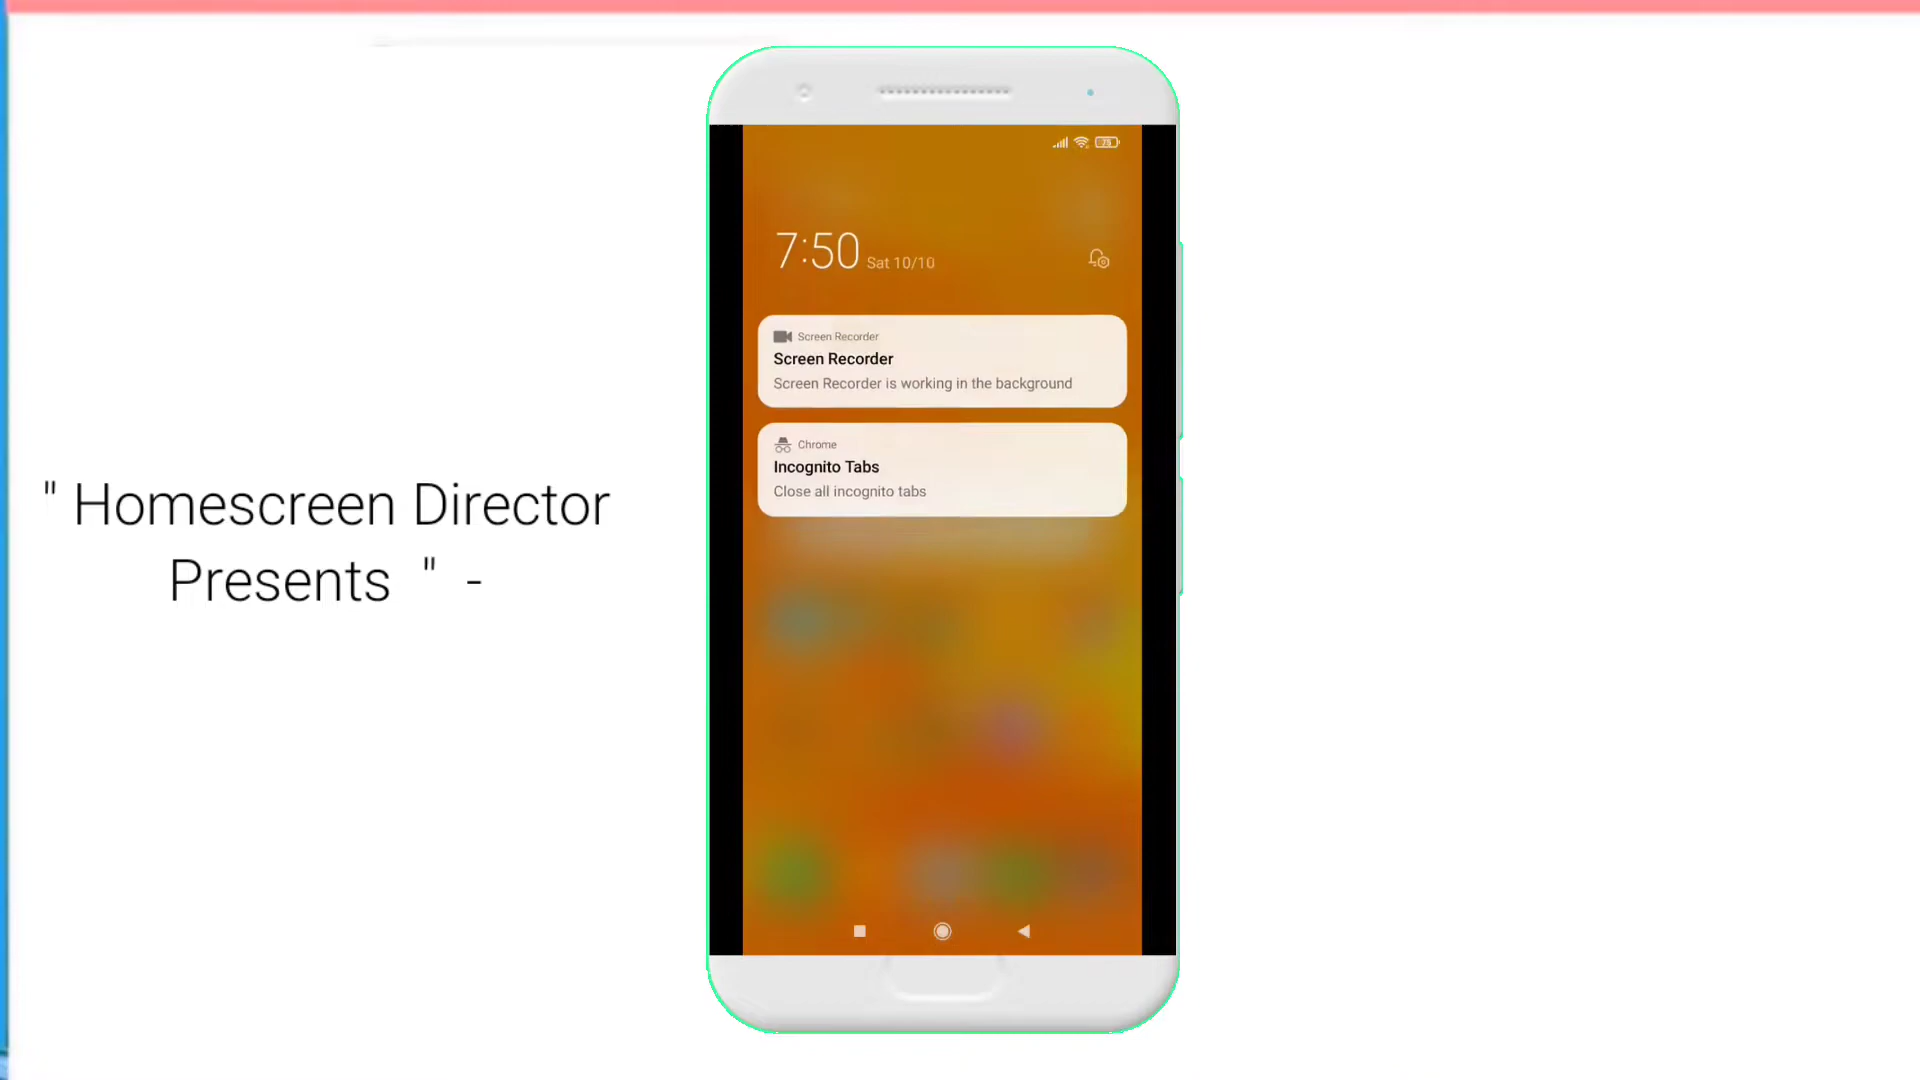 " Homescreen Director
Presents " -
75
7:50 Sat 10/10
Screen Recorder
Screen Recorder
Screen Recorder is working in the background
Chrome
Incognito Tabs
Close all incognito tabs